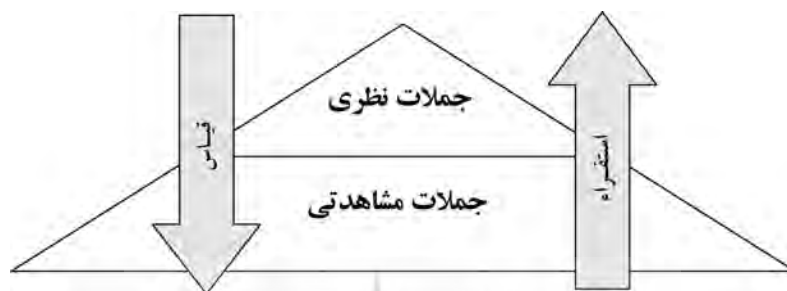 جملات نظری
استقراء
قیاس
جملات مشاهدتی